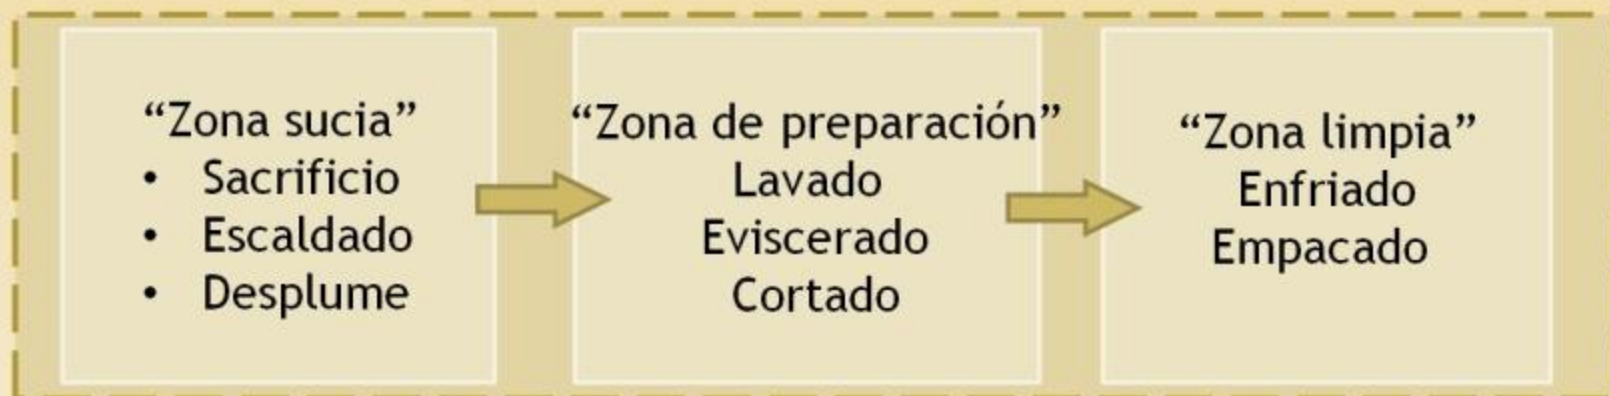 “Zona sucia”
• Sacrificio
• Escaldado
• Desplume
“Zona de preparación”
Lavado
Eviscerado
Cortado
“Zona limpia”
Enfriado
Empacado